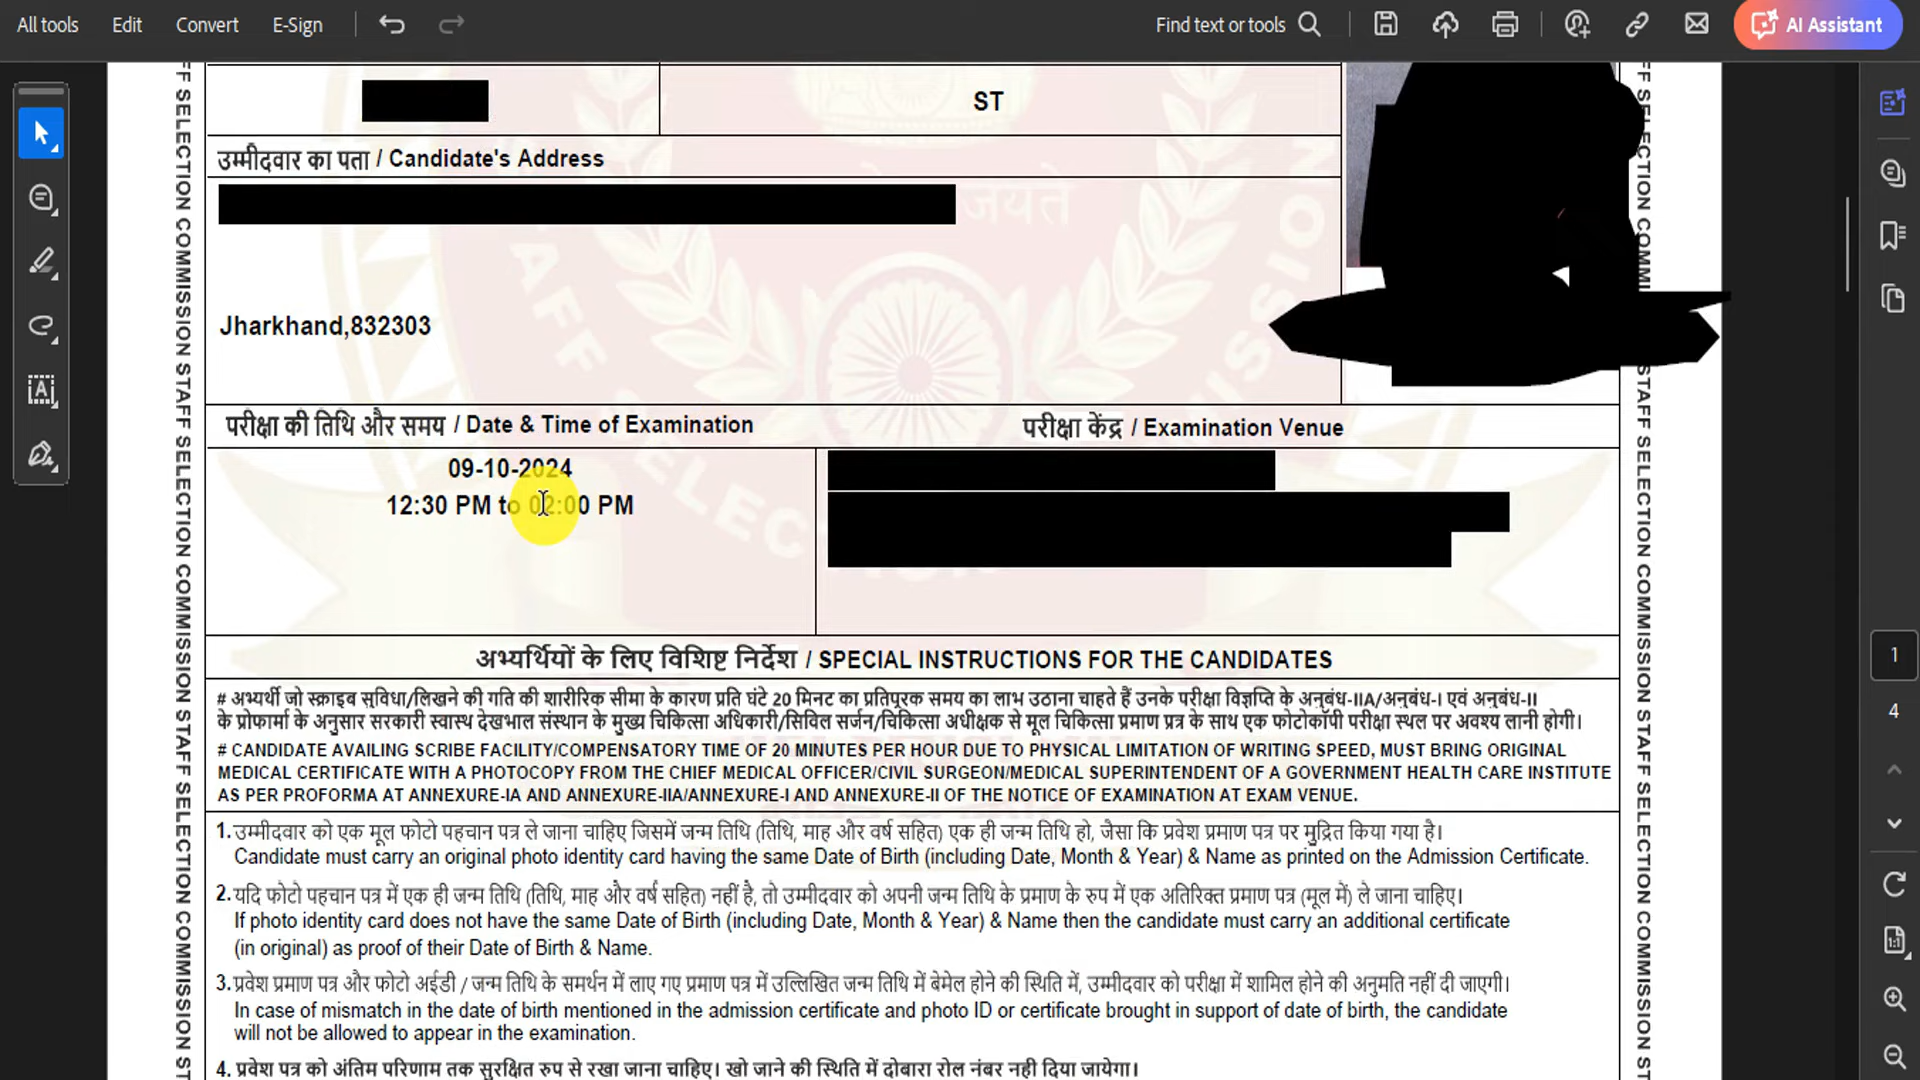 All tools Edit Convert E-Sign Find text or tools AI Assistant
ST
उम्मीदवार का पता / Candidate's Address
Jharkhand,832303
परीक्षा की तिथि और समय / Date & Time of Examination
परीक्षा केंद्र / Examination Venue
09-10-2024
12:30 PM to 02:00 PM
अभ्यर्थियों के लिए विशिष्ट निर्देश / SPECIAL INSTRUCTIONS FOR THE CANDIDATES
# अभ्यर्थी जो स्क्राइब सुविधा/लिखने की गति की शारीरिक सीमा के कारण प्रति घंटे 20 मिनट का प्रतिपूरक समय का लाभ उठाना चाहते हैं उनके परीक्षा विज्ञप्ति के अनुबंध-IIA/अनुबंध-I एवं अनुबंध-II
के प्रोफार्मा के अनुसार सरकारी स्वास्थ देखभाल संस्थान के मुख्य चिकित्सा अधिकारी/सिविल सर्जन/चिकित्सा अधीक्षक से मूल चिकित्सा प्रमाण प्रत्र के साथ एक फोटोकॉपी परीक्षा स्थल पर अवश्य लानी होगी।
# CANDIDATE AVAILING SCRIBE FACILITY/COMPENSATORY TIME OF 20 MINUTES PER HOUR DUE TO PHYSICAL LIMITATION OF WRITING SPEED, MUST BRING ORIGINAL
MEDICAL CERTIFICATE WITH A PHOTOCOPY FROM THE CHIEF MEDICAL OFFICER/CIVIL SURGEON/MEDICAL SUPERINTENDENT OF A GOVERNMENT HEALTH CARE INSTITUTE
AS PER PROFORMA AT ANNEXURE-IA AND ANNEXURE-IIA/ANNEXURE-I AND ANNEXURE-II OF THE NOTICE OF EXAMINATION AT EXAM VENUE.
1. उम्मीदवार को एक मूल फोटो पहचान पत्र ले जाना चाहिए जिसमें जन्म तिथि (तिथि, माह और वर्ष सहित) एक ही जन्म तिथि हो, जैसा कि प्रवेश प्रमाण पत्र पर मुद्रित किया गया है।
Candidate must carry an original photo identity card having the same Date of Birth (including Date, Month & Year) & Name as printed on the Admission Certificate.
2. यदि फोटो पहचान पत्र में एक ही जन्म तिथि (तिथि, माह और वर्ष सहित) नहीं है, तो उम्मीदवार को अपनी जन्म तिथि के प्रमाण के रुप में एक अतिरिक्त प्रमाण पत्र (मूल में) ले जाना चाहिए।
If photo identity card does not have the same Date of Birth (including Date, Month & Year) & Name then the candidate must carry an additional certificate
(in original) as proof of their Date of Birth & Name.
3. प्रवेश प्रमाण पत्र और फोटो अईडी / जन्म तिथि के समर्थन में लाए गए प्रमाण पत्र में उल्लिखित जन्म तिथि में बेमेल होने की स्थिति में, उम्मीदवार को परीक्षा में शामिल होने की अनुमति नहीं दी जाएगी।
In case of mismatch in the date of birth mentioned in the admission certificate and photo ID or certificate brought in support of date of birth, the candidate
will not be allowed to appear in the examination.
4. प्रवेश पत्र को अंतिम परिणाम तक सुरक्षित रुप से रखा जाना चाहिए। खो जाने की स्थिति में दोबारा रोल नंबर नही दिया जायेगा।
FF SELECTION COMMISSION STAFF SELECTION COMMISSION STAFF SELECTION COMMISSION ST
FF SELECTION COMMI STAFF SELECTION COMMISSION STAFF SELECTION COMMISSION ST
1
4